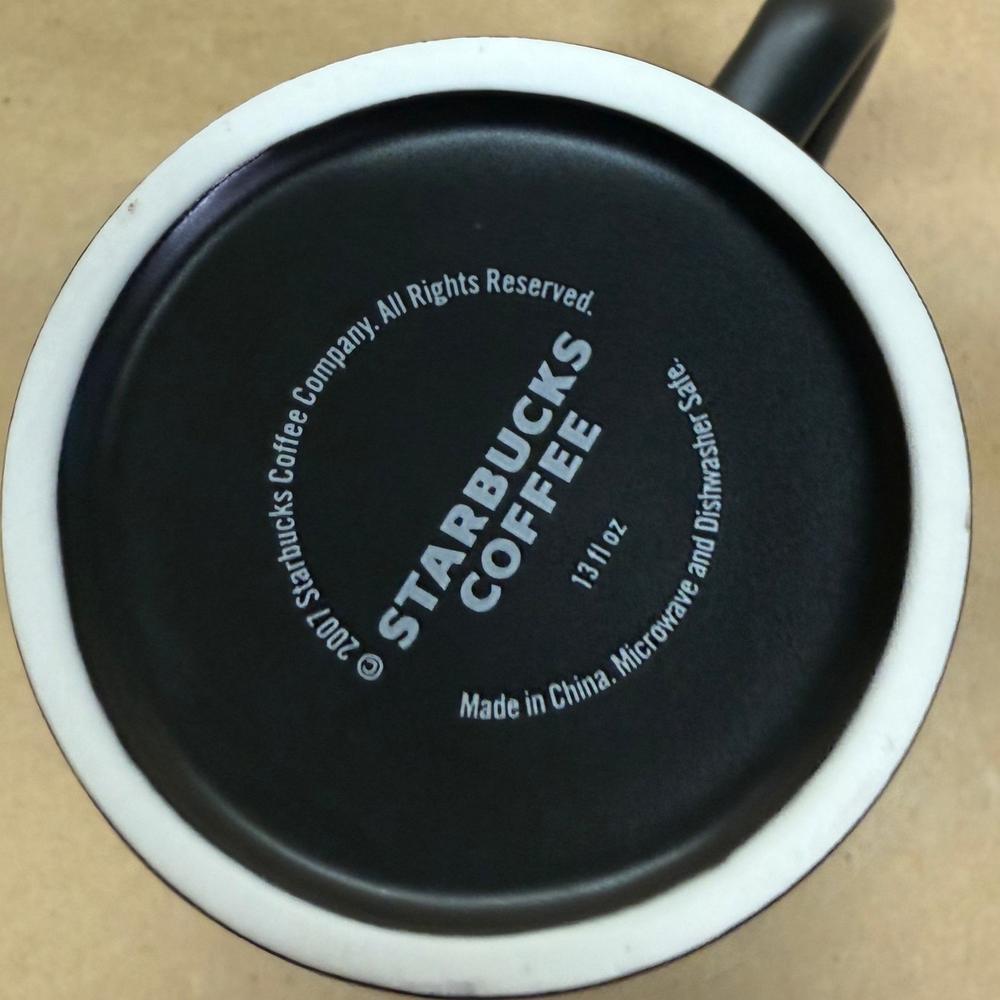 © 2007 Starbucks Coffee Company. All Rights Reserved.
STARBUCKS
COFFEE
13 fl oz
Made in China. Microwave and Dishwasher Safe.